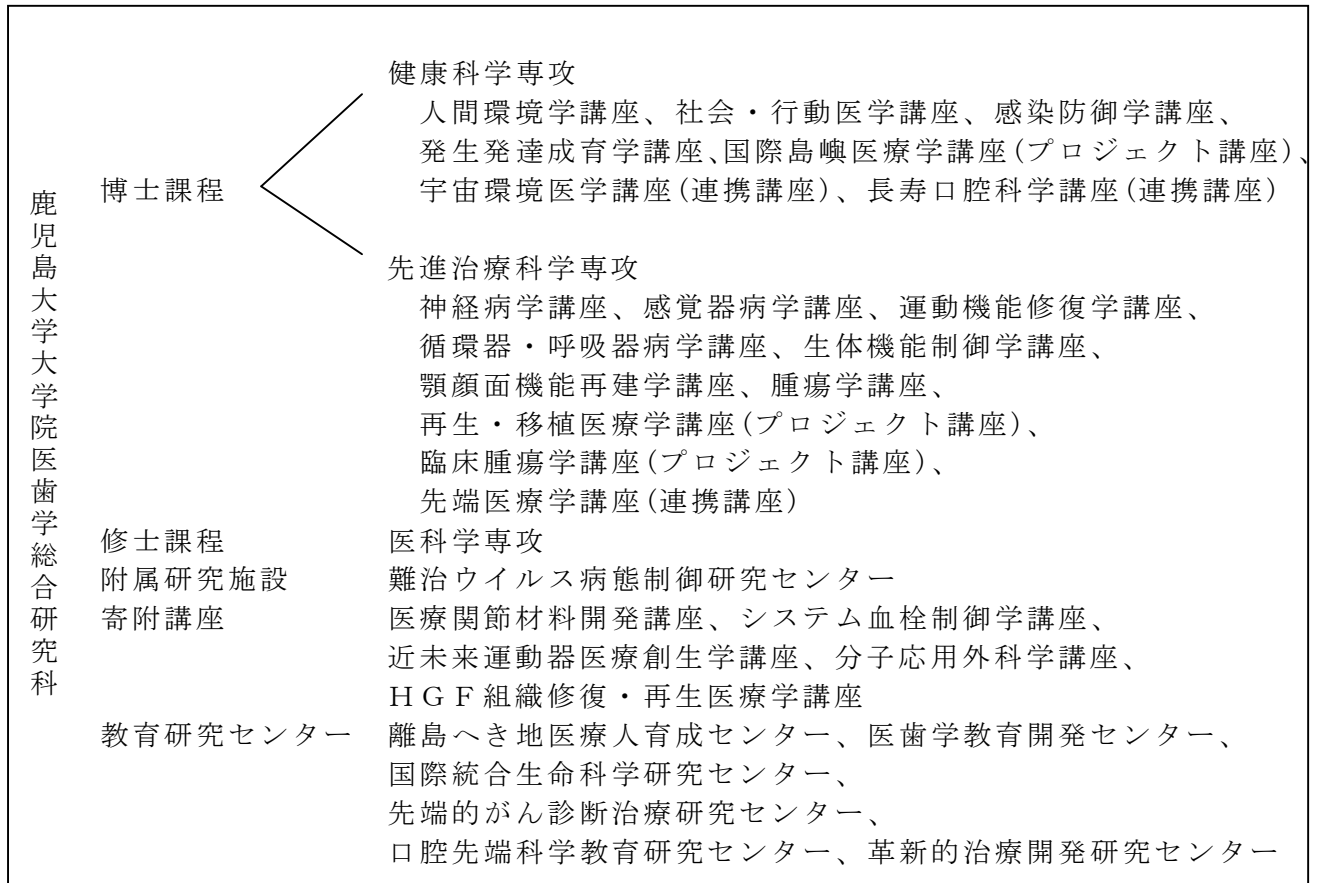 鹿児島大学大学院医歯学総合研究科
博士課程
健康科学専攻
人間環境学講座、社会・行動医学講座、感染防御学講座、
発生発達成育学講座、国際島嶼医療学講座(プロジェクト講座)、
宇宙環境医学講座(連携講座)、長寿口腔科学講座(連携講座)
先進治療科学専攻
神経病学講座、感覚器病学講座、運動機能修復学講座、
循環器・呼吸器病学講座、生体機能制御学講座、
顎顔面機能再建学講座、腫瘍学講座、
再生・移植医療学講座(プロジェクト講座)、
臨床腫瘍学講座(プロジェクト講座)、
先端医療学講座(連携講座)
修士課程 医科学専攻
附属研究施設 難治ウイルス病態制御研究センター
寄附講座 医療関節材料開発講座、システム血栓制御学講座、
近未来運動器医療創生学講座、分子応用外科学講座、
HGF組織修復・再生医療学講座
教育研究センター 離島へき地医療人育成センター、医歯学教育開発センター、
国際統合生命科学研究センター、
先端的がん診断治療研究センター、
口腔先端科学教育研究センター、革新的治療開発研究センター